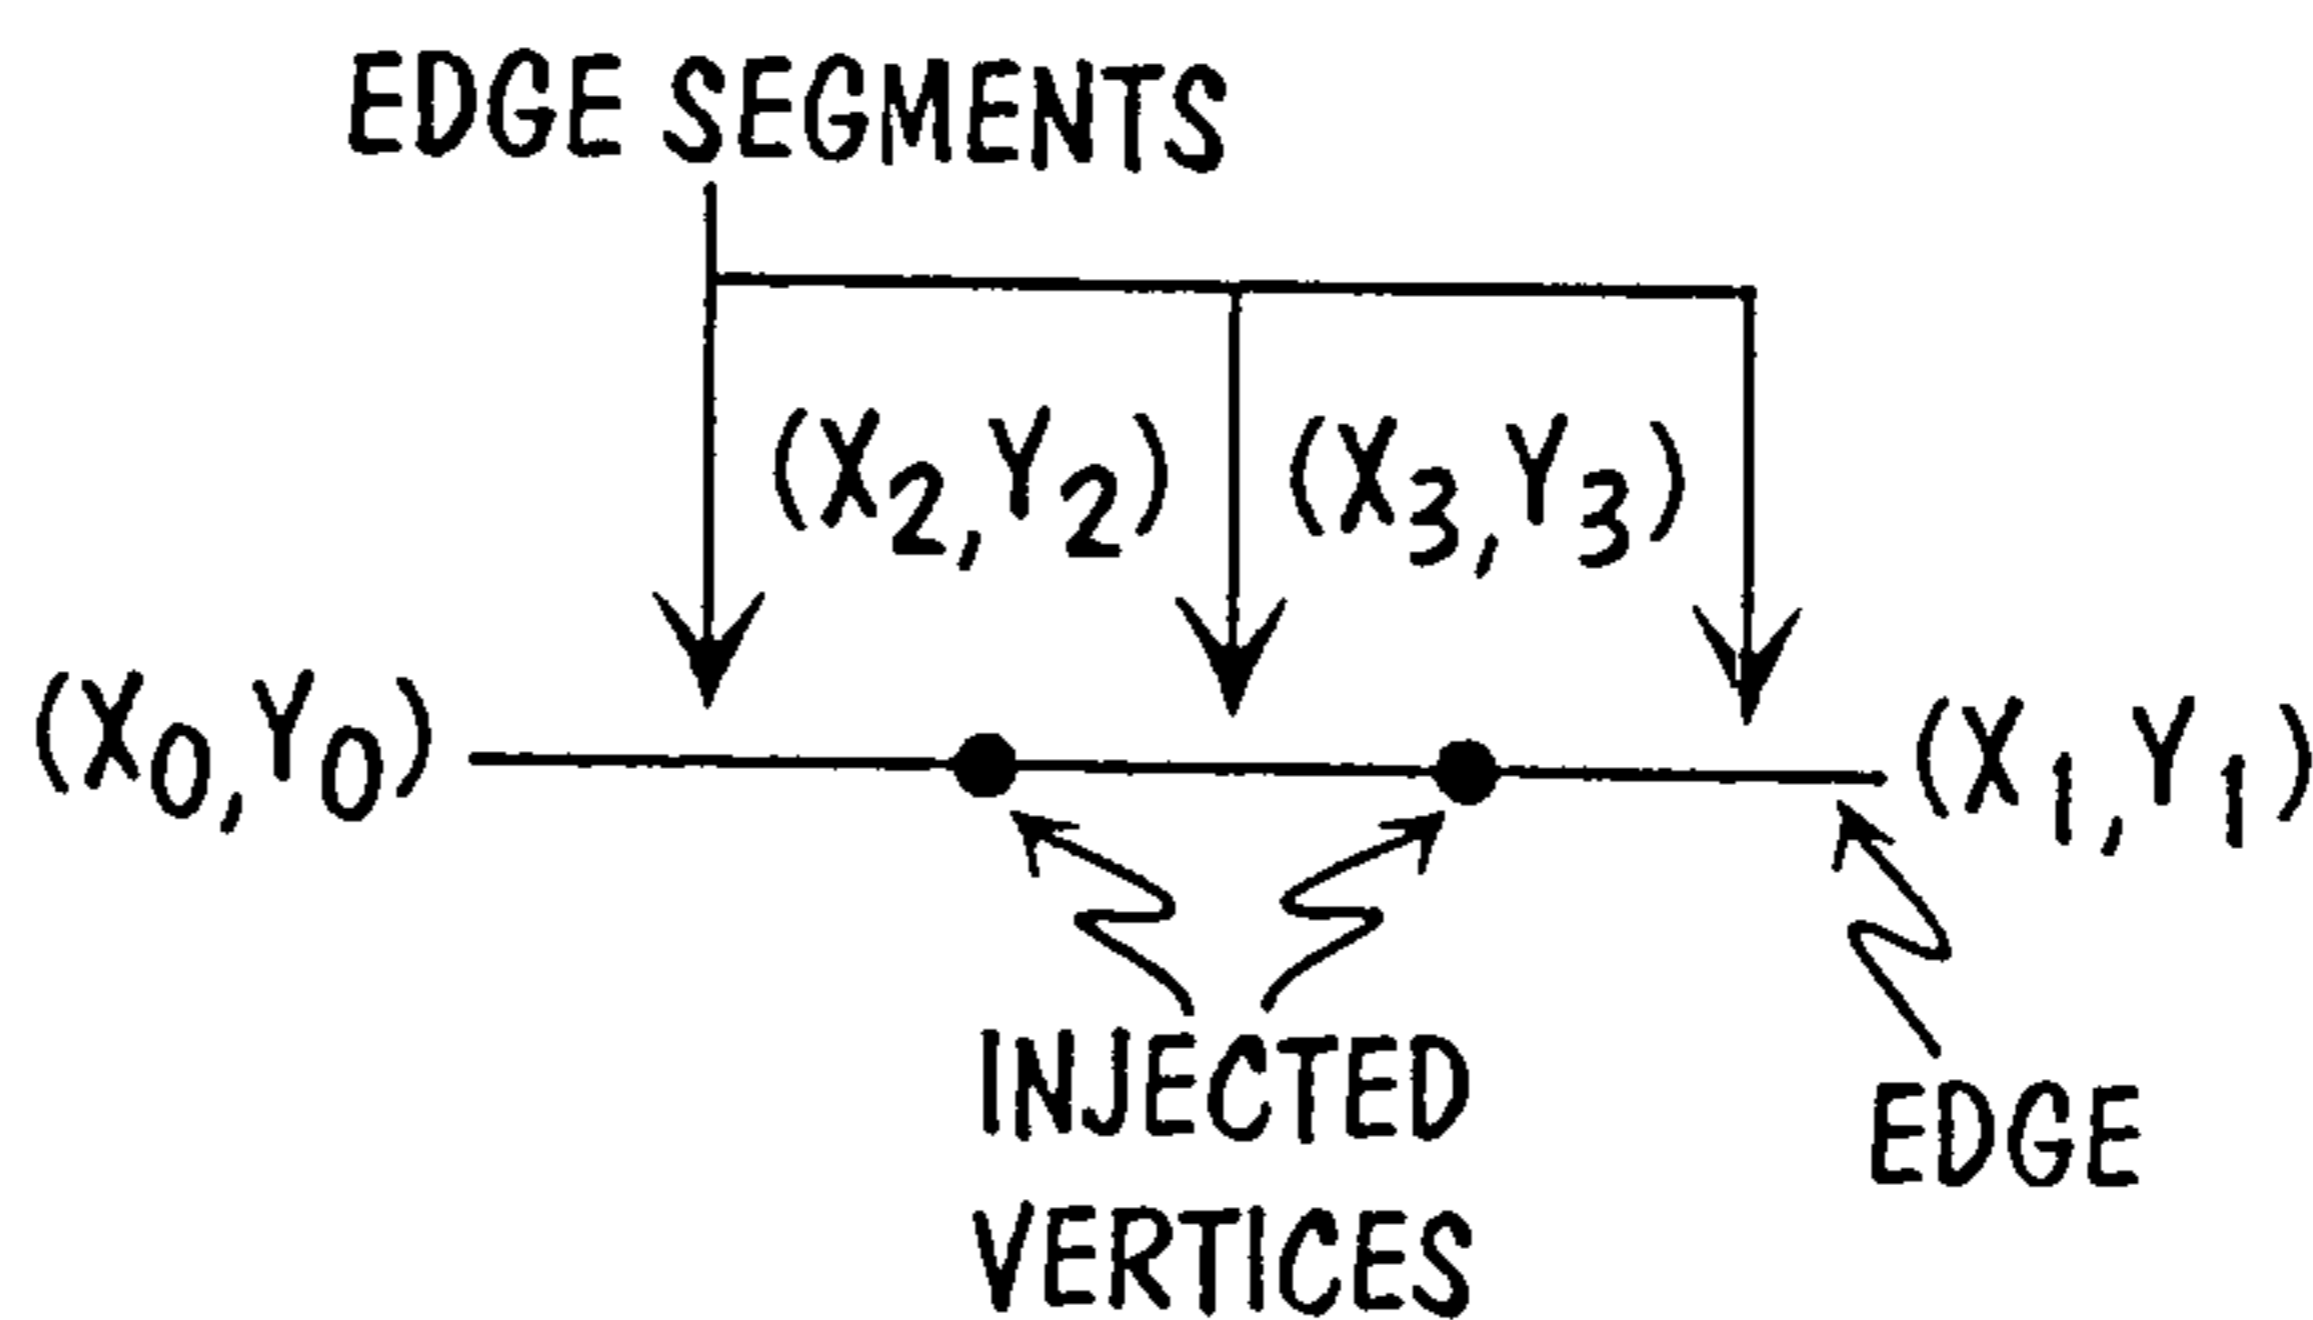 EDGE SEGMENTS
(X2,Y2) (X3,Y3)
(X0,Y0) (X1,Y1)
INJECTED
VERTICES
EDGE